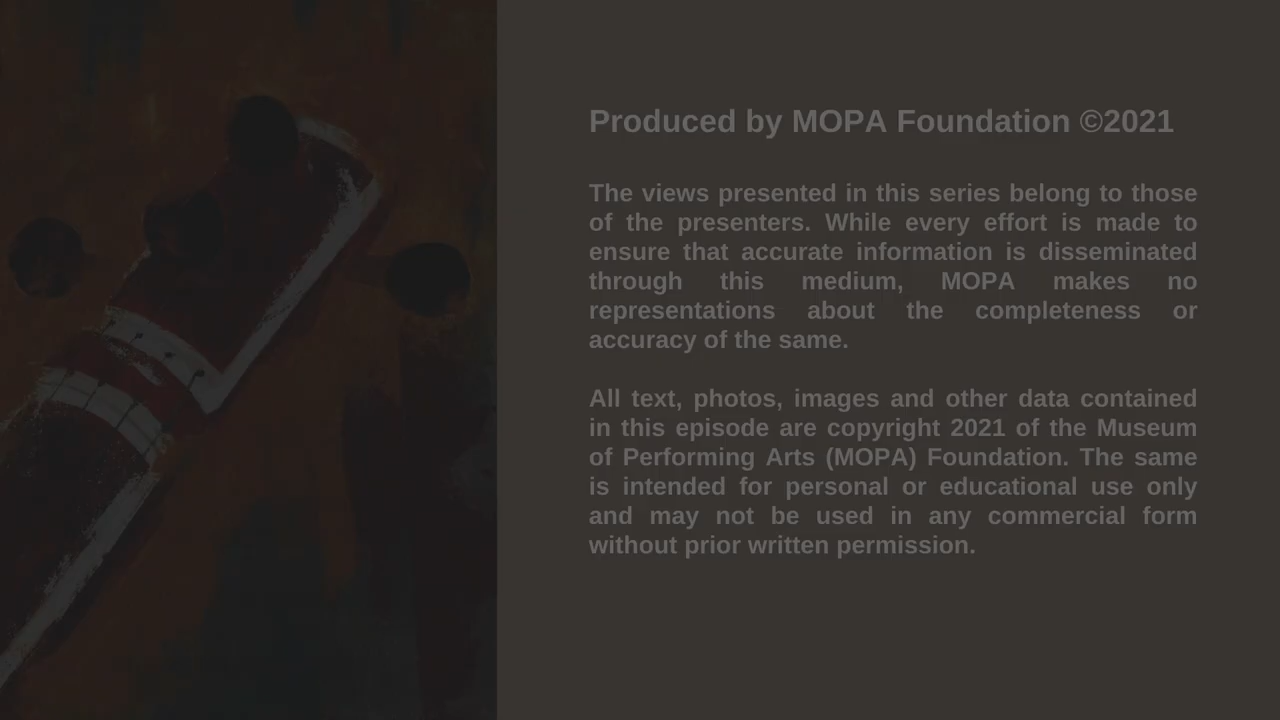 Produced by MOPA Foundation ©2021
The views presented in this series belong to those
of the presenters. While every effort is made to
ensure that accurate information is disseminated
through this medium, MOPA makes no
representations about the completeness or
accuracy of the same.
All text, photos, images and other data contained
in this episode are copyright 2021 of the Museum
of Performing Arts (MOPA) Foundation. The same
is intended for personal or educational use only
and may not be used in any commercial form
without prior written permission.